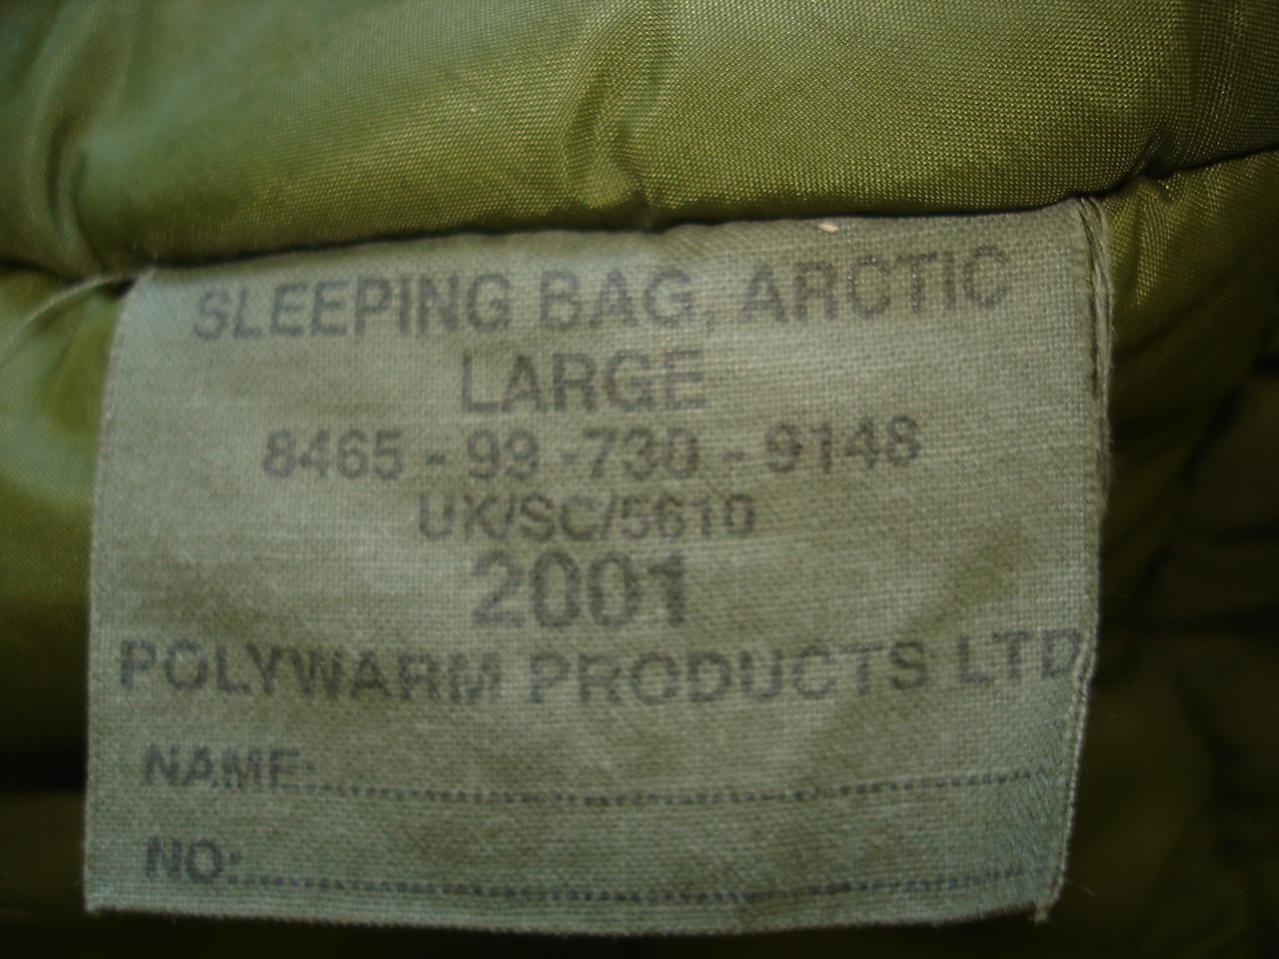 SLEEPING BAG, ARCTIC
LARGE
8465 - 99 - 730 - 9148
UK/SC/5610
2001
POLYWARM PRODUCTS LTD
NAME:
NO: